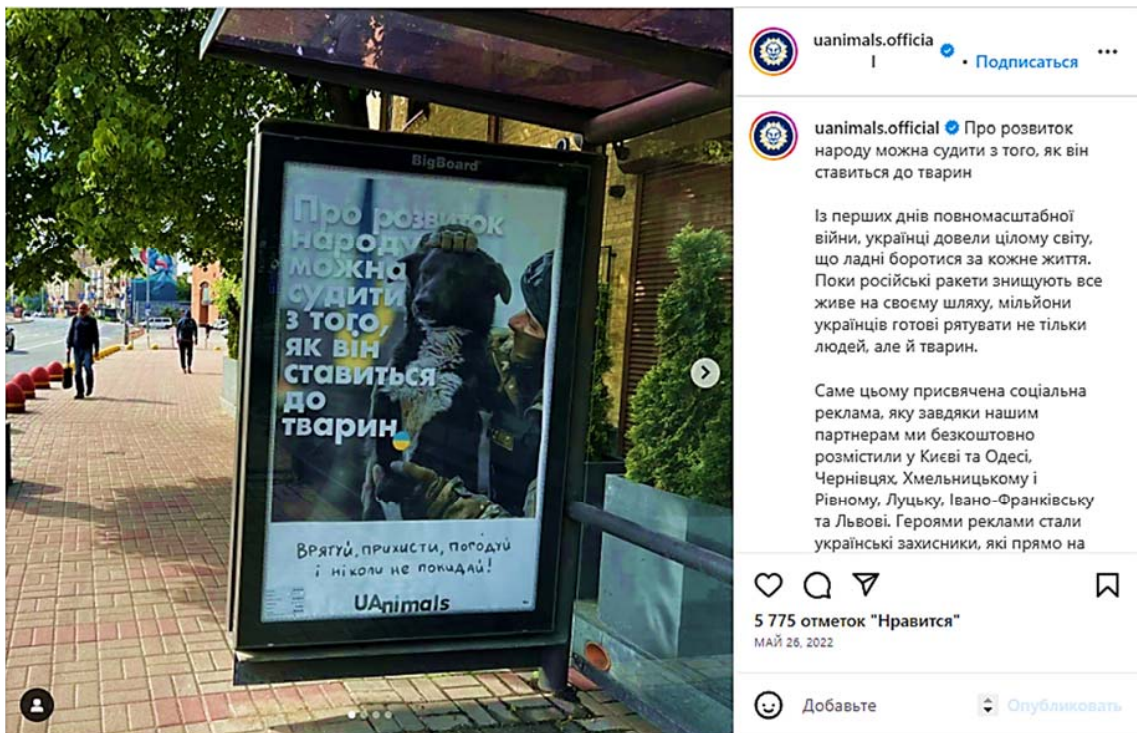 BigBoard
Про розвиток
народу
можна
судити
з того,
як він
ставиться
до
тварин
Врятуй, прихисти, погодуй
і ніколи не покидай!
UAnimals
uanimals.officia
l
• Подписаться
uanimals.official Про розвиток
народу можна судити з того, як він
ставиться до тварин
Із перших днів повномасштабної
війни, українці довели цілому світу,
що ладні боротися за кожне життя.
Поки російські ракети знищують все
живе на своєму шляху, мільйони
українців готові рятувати не тільки
людей, але й тварин.
Саме цьому присвячена соціальна
реклама, яку завдяки нашим
партнерам ми безкоштовно
розмістили у Києві та Одесі,
Чернівцях, Хмельницькому і
Рівному, Луцьку, Івано-Франківську
та Львові. Героями реклами стали
українські захисники, які прямо на
5 775 отметок "Нравится"
МАЙ 26, 2022
Добавьте
Опубликовать